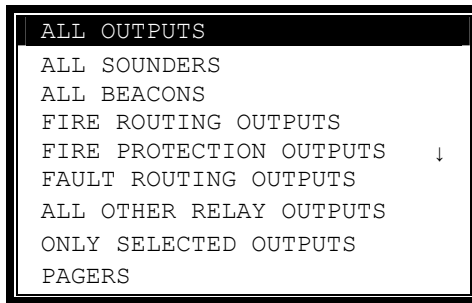 ALL OUTPUTS
ALL SOUNDERS
ALL BEACONS
FIRE ROUTING OUTPUTS
FIRE PROTECTION OUTPUTS ↓
FAULT ROUTING OUTPUTS
ALL OTHER RELAY OUTPUTS
ONLY SELECTED OUTPUTS
PAGERS